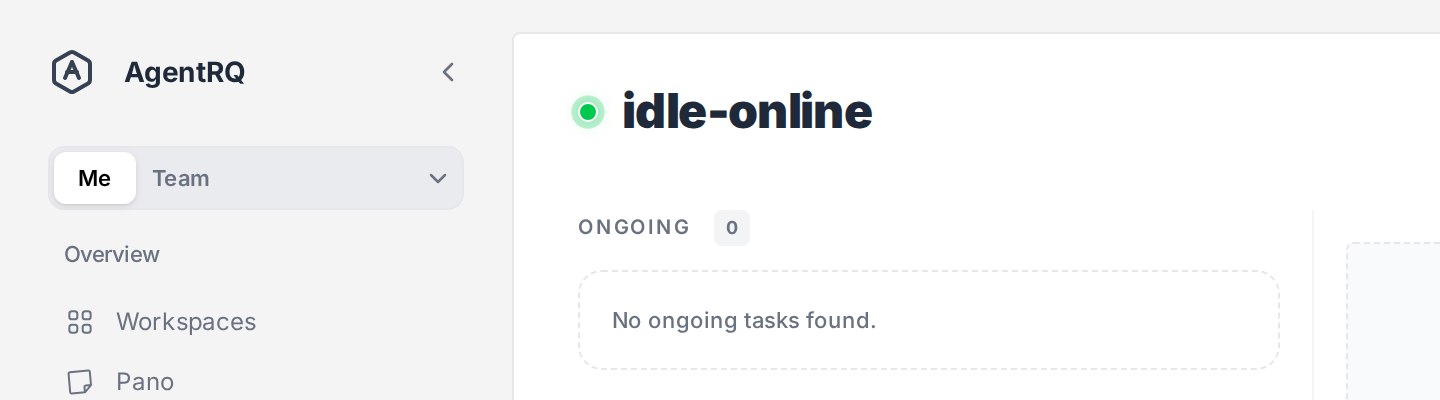 AgentRQ
Me
Team
Overview
Workspaces
Pano
idle-online
ONGOING 0
No ongoing tasks found.